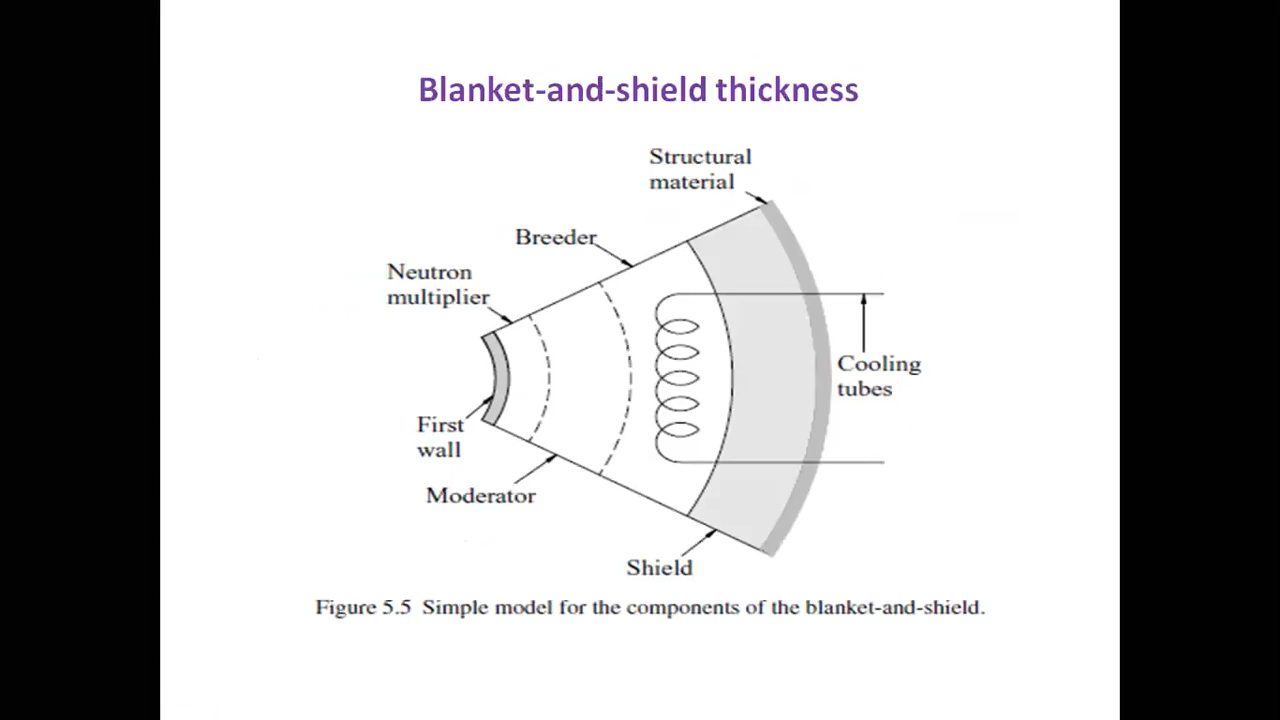 Blanket-and-shield thickness
Structural
material
Breeder
Neutron
multiplier
Cooling
tubes
First
wall
Moderator
Shield
Figure 5.5 Simple model for the components of the blanket-and-shield.